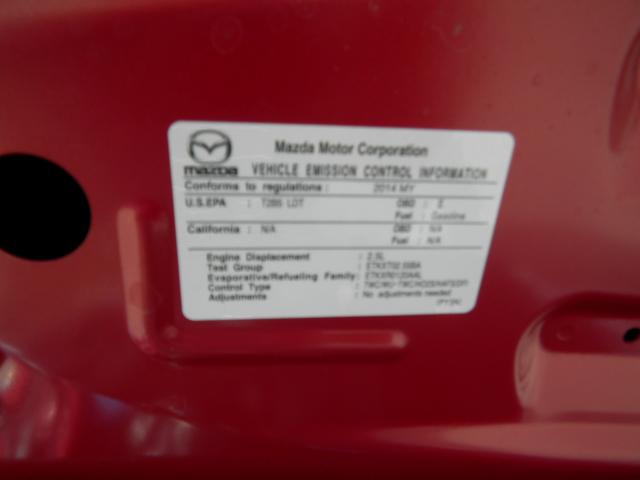 Mazda Motor Corporation
mazda VEHICLE EMISSION CONTROL INFORMATION
Conforms to regulations: 2014 MY
U.S.EPA : T2B5 LDT OBD : II
Fuel : Gasoline
California : N/A OBD : N/A
Fuel : N/A
Engine Displacement : 2.5L
Test Group :
Evaporative/Refueling Family:
Control Type :
Adjustments : No adjustments needed